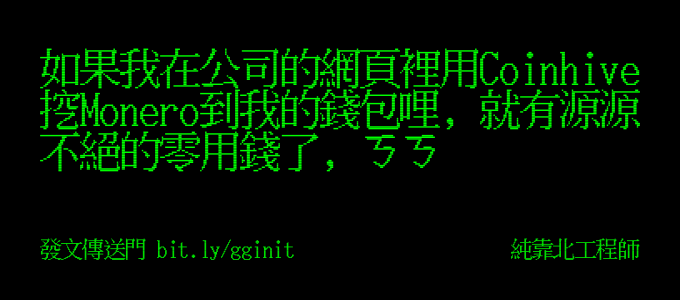 如果我在公司的網頁裡用Coinhive
挖Monero到我的錢包哩, 就有源源
不絕的零用錢了, ㄎㄎ
發文傳送門 bit.ly/gginit
純靠北工程師